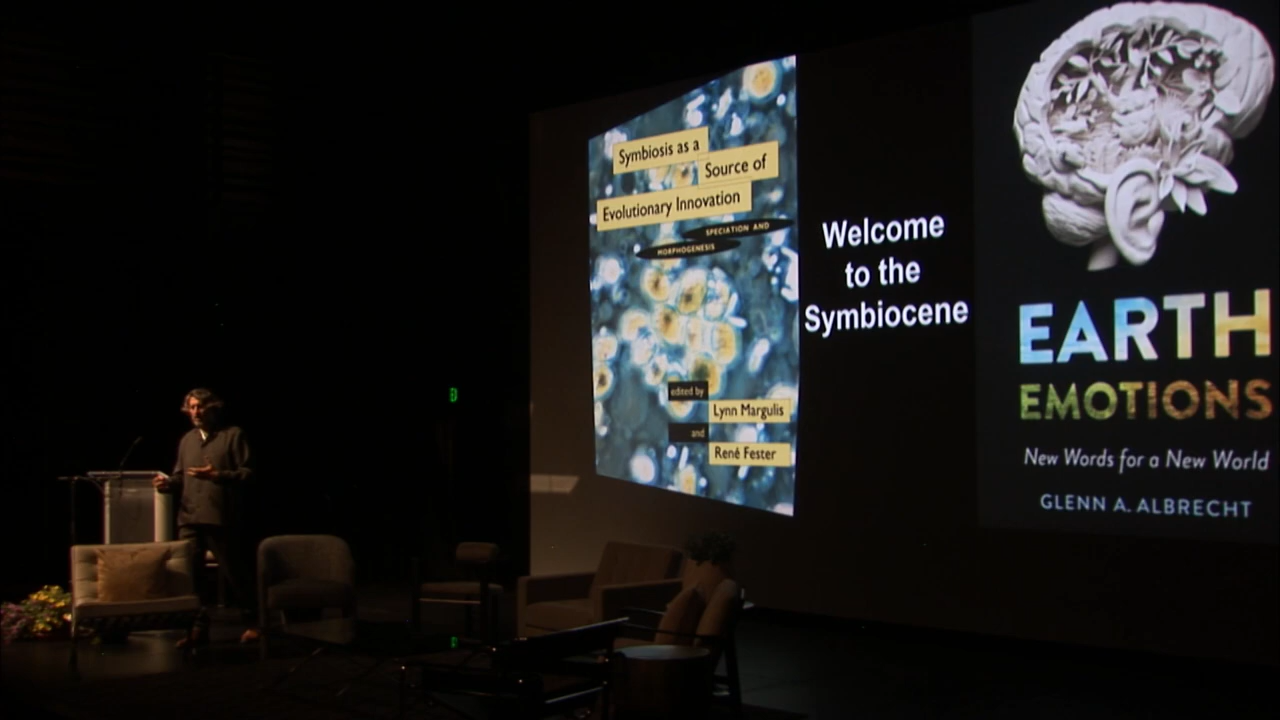 Symbiosis as a
Source of
Evolutionary Innovation
SPECIATION AND
MORPHOGENESIS
edited by
Lynn Margulis
and
René Fester
Welcome
to the
Symbiocene
EARTH
EMOTIONS
New Words for a New World
GLENN A. ALBRECHT